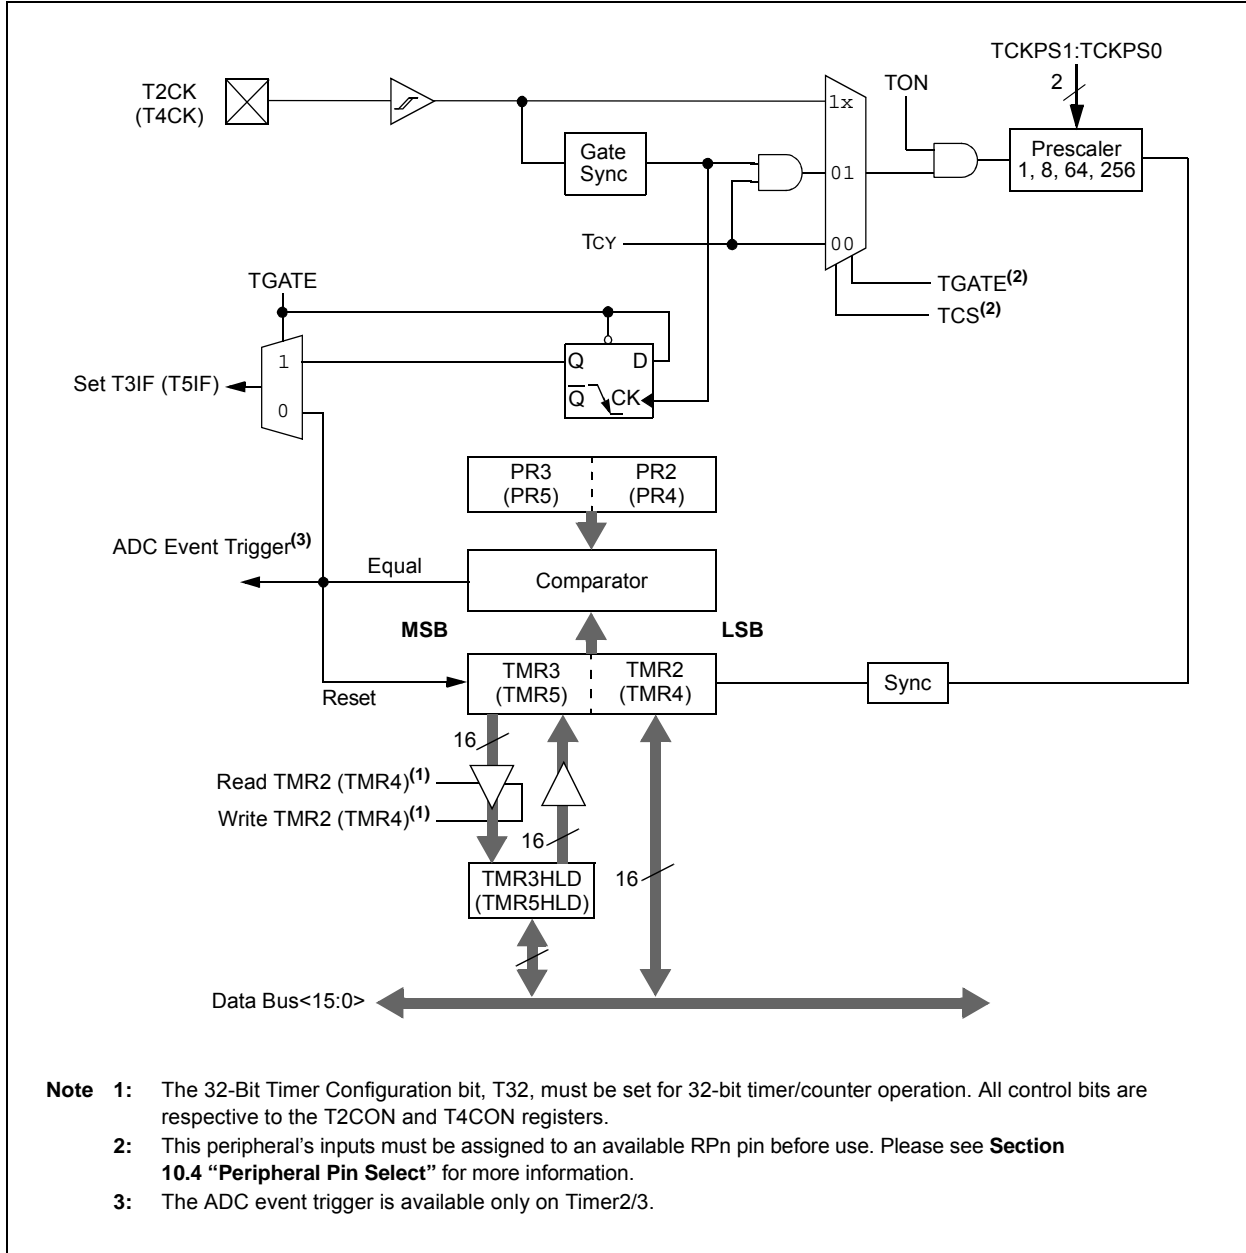 TCKPS1:TCKPS0
2
TON
T2CK
(T4CK)
1x
Gate
Sync
01
Prescaler
1, 8, 64, 256
TCY
00
TGATE(2)
TCS(2)
TGATE
1
Q
D
Set T3IF (T5IF)
Q
CK
0
PR3
(PR5)
PR2
(PR4)
ADC Event Trigger(3)
Equal
Comparator
MSB
LSB
TMR3
(TMR5)
TMR2
(TMR4)
Sync
Reset
16
Read TMR2 (TMR4)(1)
Write TMR2 (TMR4)(1)
16
TMR3HLD
(TMR5HLD)
16
Data Bus<15:0>
Note 1: The 32-Bit Timer Configuration bit, T32, must be set for 32-bit timer/counter operation. All control bits are
respective to the T2CON and T4CON registers.
2: This peripheral’s inputs must be assigned to an available RPn pin before use. Please see Section
10.4 “Peripheral Pin Select” for more information.
3: The ADC event trigger is available only on Timer2/3.